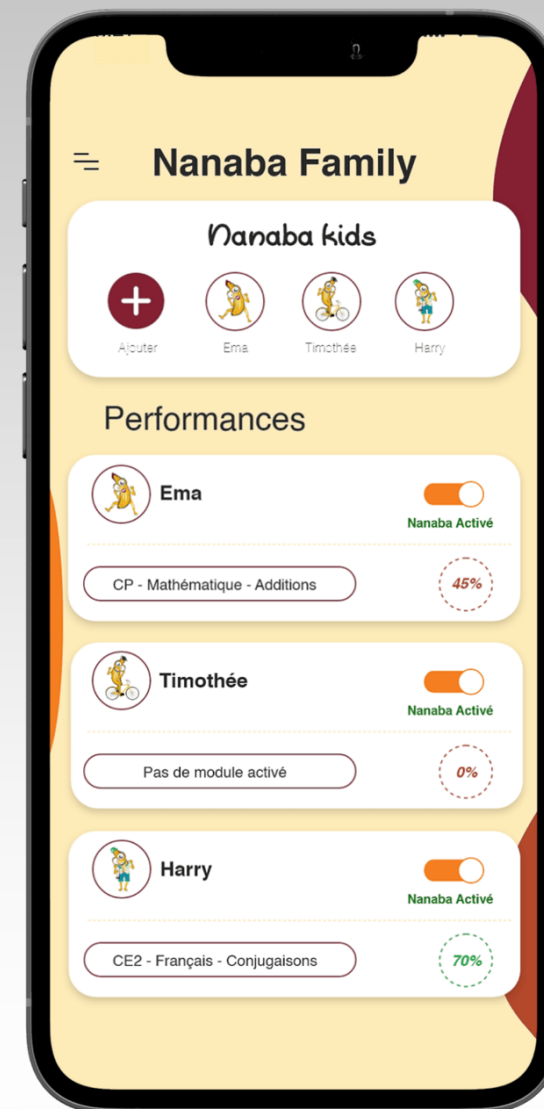 Nanaba Family
Nanaba kids
Ajouter
Ema
Timothée
Harry
Performances
Ema
Nanaba Activé
CP - Mathématique - Additions
45%
Timothée
Nanaba Activé
Pas de module activé
0%
Harry
Nanaba Activé
CE2 - Français - Conjugaisons
70%